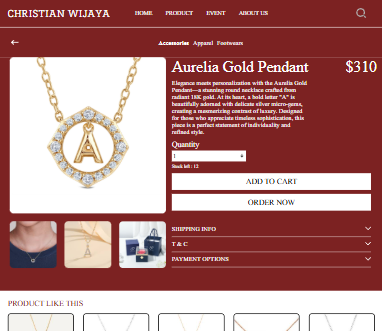 CHRISTIAN WIJAYA
HOME PRODUCT EVENT ABOUT US
Accessories Apparel Footwears
Aurelia Gold Pendant $310
Elegance meets personalization with the Aurelia Gold
Pendant—a stunning round necklace crafted from
radiant 18K gold. At its heart, a bold letter "A" is
beautifully adorned with delicate silver micro-gems,
creating a mesmerizing contrast of luxury. Designed
for those who appreciate timeless sophistication, this
piece is a perfect statement of individuality and
refined style.
A
Quantity
1
Stock left : 12
ADD TO CART
ORDER NOW
SHIPPING INFO
T & C
PAYMENT OPTIONS
PRODUCT LIKE THIS